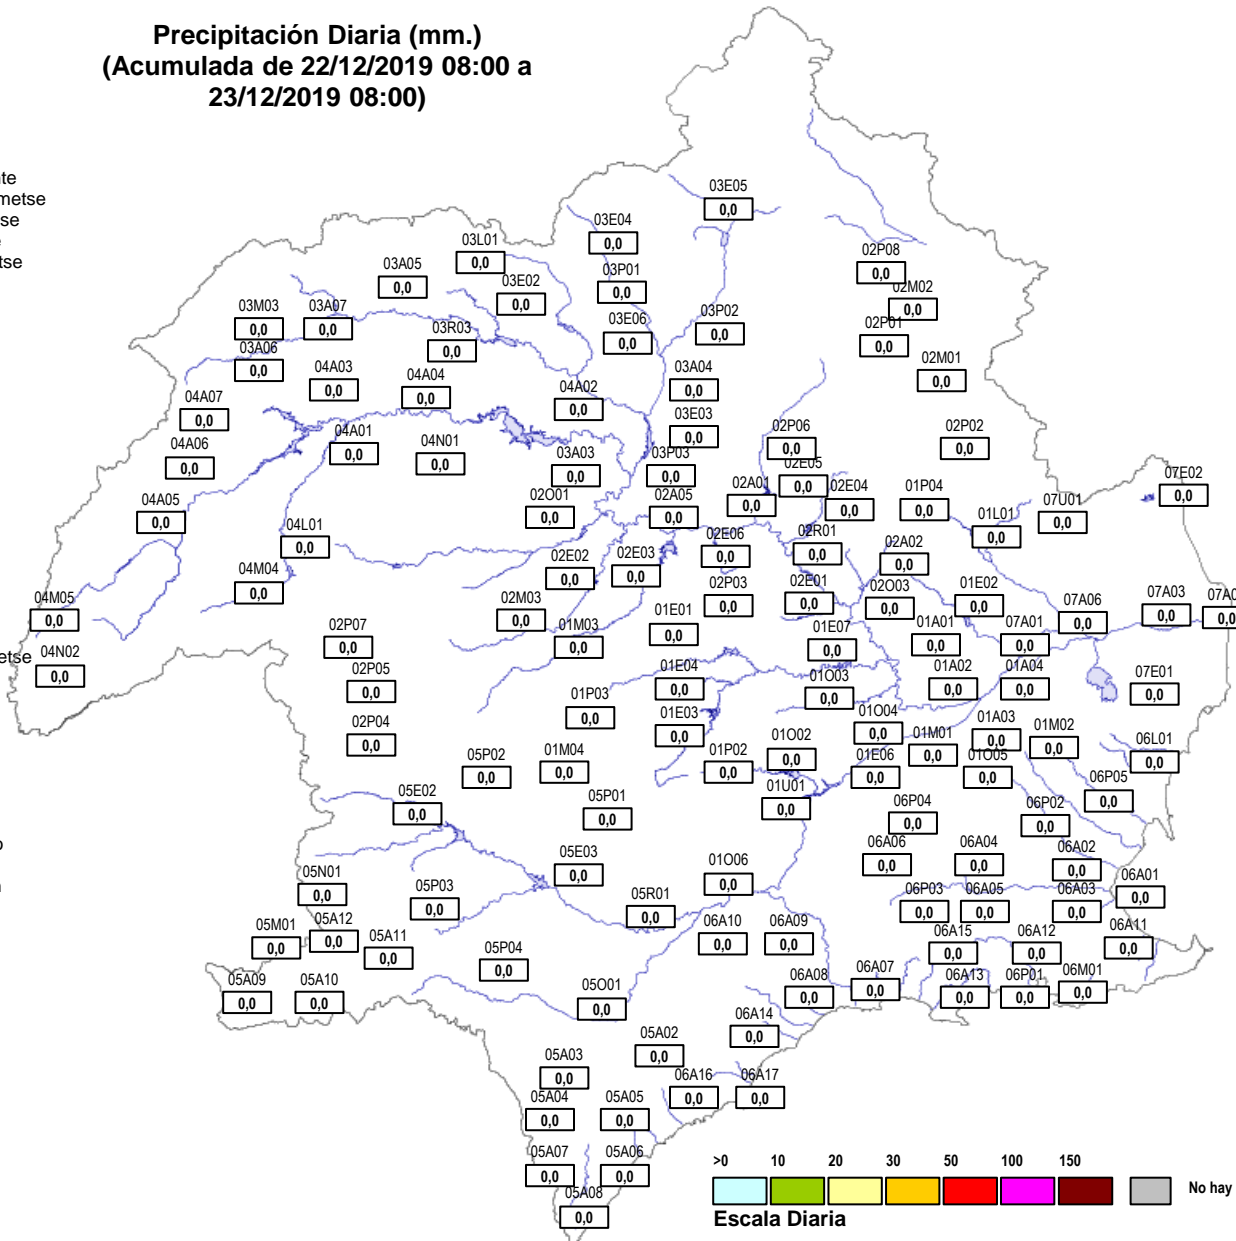 Precipitación Diaria (mm.)
(Acumulada de 22/12/2019 08:00 a
23/12/2019 08:00)
03E05
0,0
03E04
0,0
03L01
0,0
02P08
0,0
03A05
0,0
03P01
0,0
03E02
0,0
02M02
0,0
03M03
0,0
03A07
0,0
03P02
0,0
03E06
0,0
03R03
0,0
02P01
0,0
03A06
0,0
02M01
0,0
04A03
0,0
03A04
0,0
04A04
0,0
04A02
0,0
04A07
0,0
03E03
0,0
02P06
0,0
02P02
0,0
04A01
0,0
04N01
0,0
04A06
0,0
03A03
0,0
03P03
0,0
02E05
0,0
07E02
0,0
02A01
0,0
02E04
0,0
01P04
0,0
04A05
0,0
02O01
0,0
02A05
0,0
07U01
0,0
01L01
0,0
04L01
0,0
02E06
0,0
02R01
0,0
02A02
0,0
02E02
0,0
02E03
0,0
04M04
0,0
02P03
0,0
02E01
0,0
02O03
0,0
01E02
0,0
04M05
0,0
02M03
0,0
07A06
0,0
07A03
0,0
07A0
0,0
01E01
0,0
02P07
0,0
01M03
0,0
01E07
0,0
01A01
0,0
07A01
0,0
04N02
0,0
02P05
0,0
01E04
0,0
01O03
0,0
01A02
0,0
01A04
0,0
07E01
0,0
01P03
0,0
02P04
0,0
01E03
0,0
01O04
0,0
01A03
0,0
01M02
0,0
01M01
0,0
06L01
0,0
05P02
0,0
01M04
0,0
01P02
0,0
01O02
0,0
01E06
0,0
01O05
0,0
06P05
0,0
05E02
0,0
05P01
0,0
01U01
0,0
06P04
0,0
06P02
0,0
05E03
0,0
01O06
0,0
06A06
0,0
06A04
0,0
06A02
0,0
05N01
0,0
05P03
0,0
06P03
0,0
06A05
0,0
06A03
0,0
06A01
0,0
05R01
0,0
05M01
0,0
05A12
0,0
05A11
0,0
06A10
0,0
06A09
0,0
06A15
0,0
06A12
0,0
06A11
0,0
05P04
0,0
05A09
0,0
05A10
0,0
05O01
0,0
06A08
0,0
06A07
0,0
06A13
0,0
06P01
0,0
06M01
0,0
06A14
0,0
05A02
0,0
05A03
0,0
06A16
0,0
06A17
0,0
05A04
0,0
05A05
0,0
05A07
0,0
05A06
0,0
05A08
0,0
>0 10 20 30 50 100 150
No hay
Escala Diaria